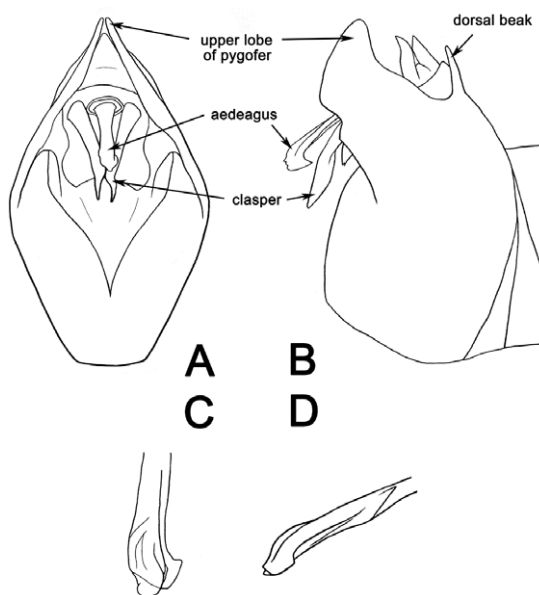 dorsal beak
upper lobe
of pygofer
aedeagus
clasper
A B
C D